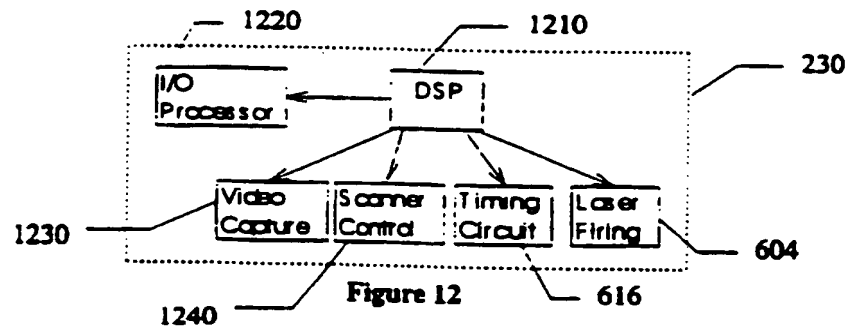 1220
1210
230
I/O
Processor
DSP
Video
Capture
Scanner
Control
Timing
Circuit
Laser
Firing
1230
1240
Figure 12
616
604